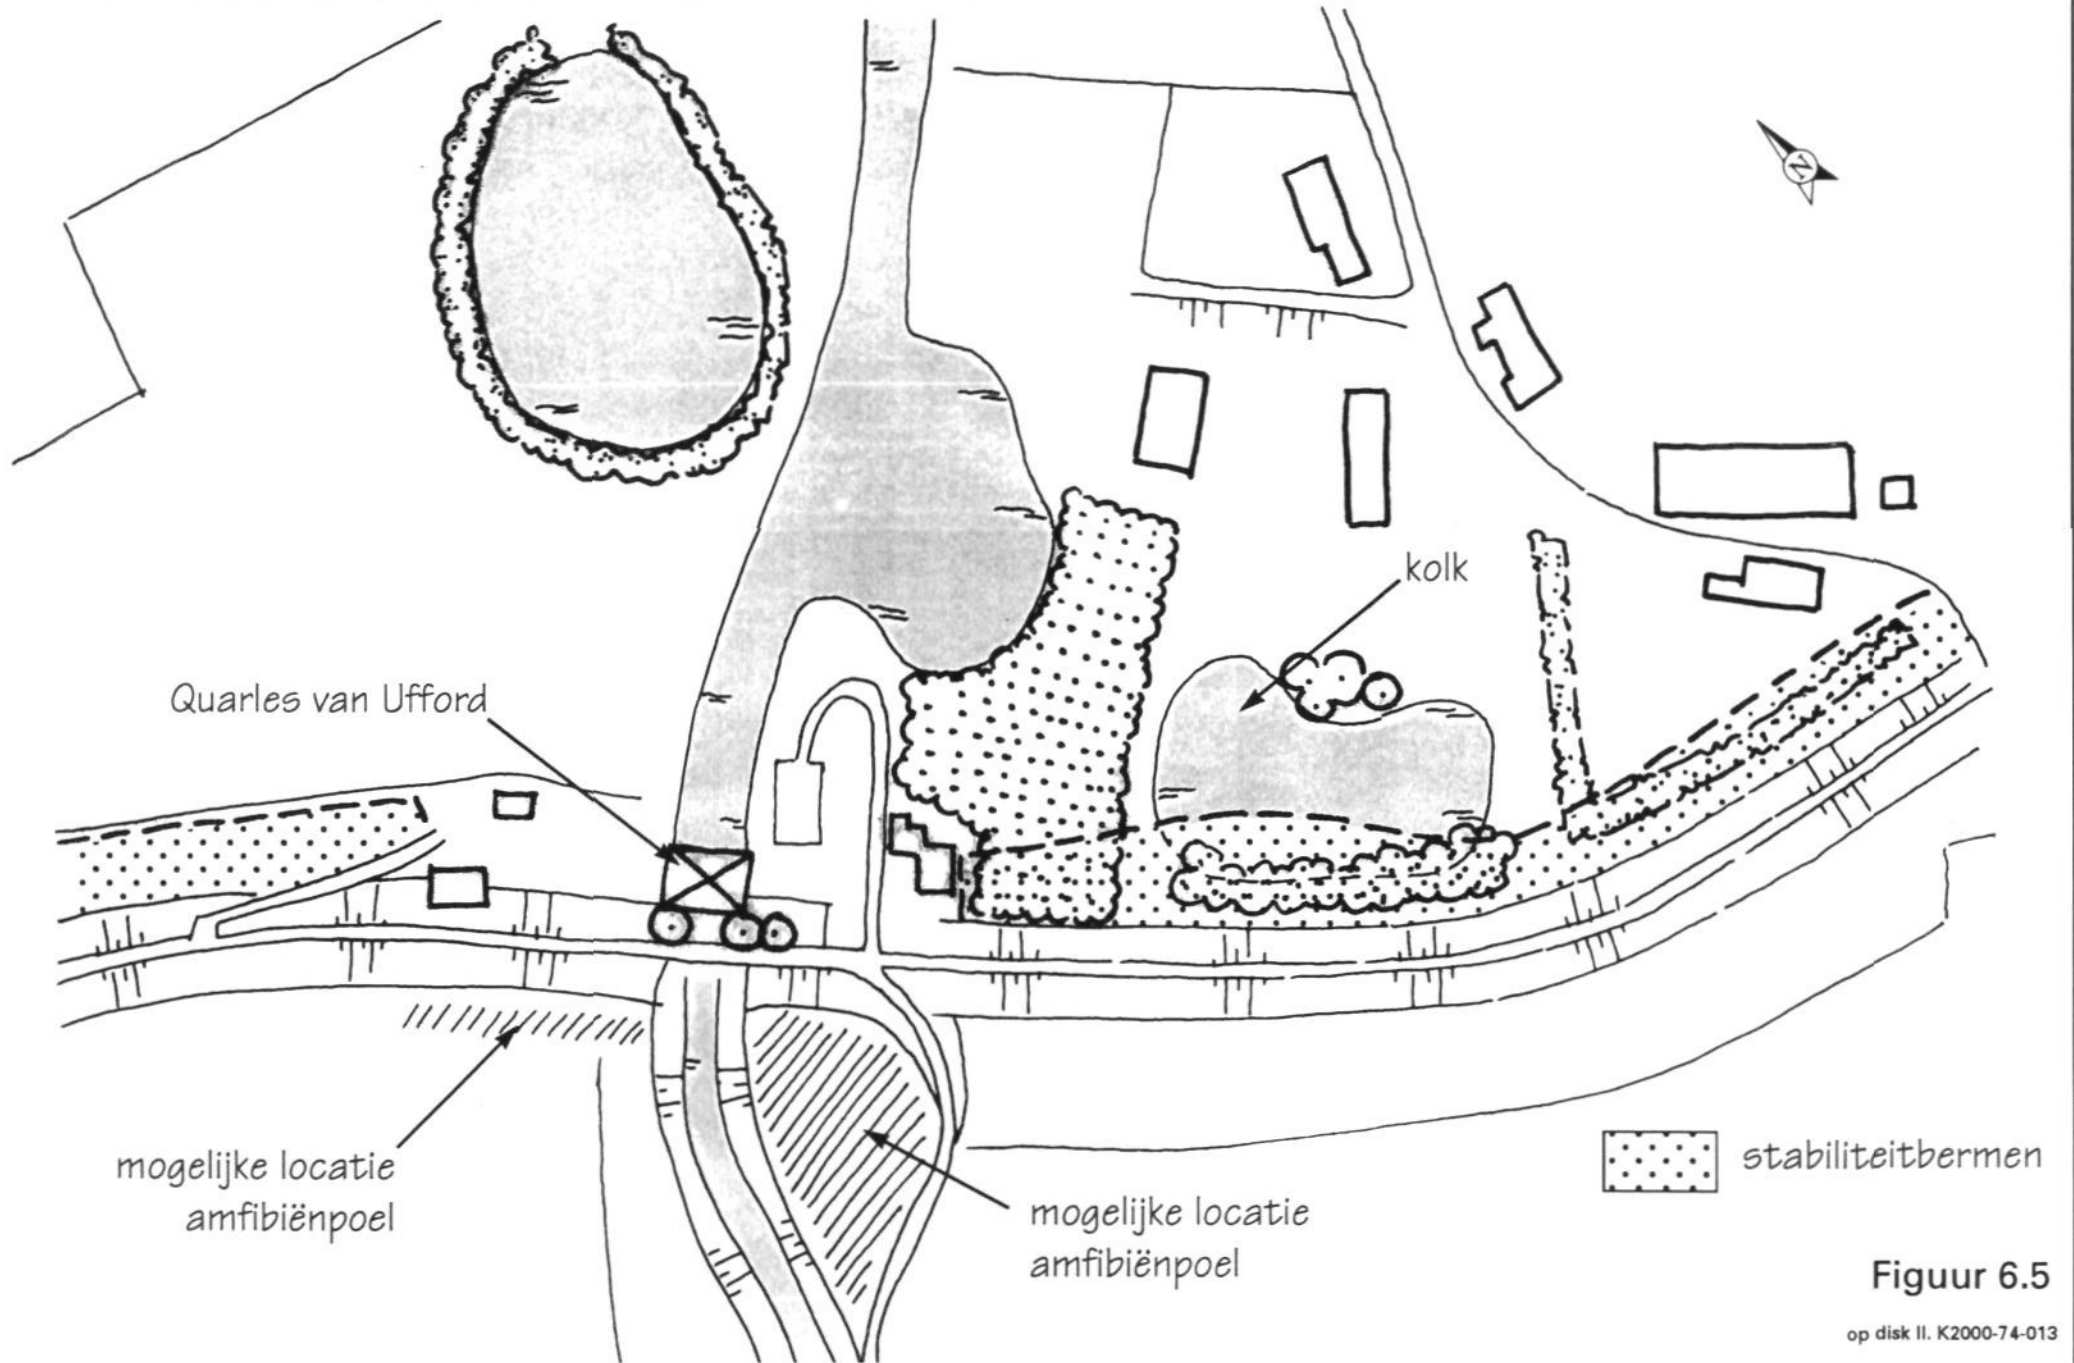 N
kolk
Quarles van Ufford
mogelijke locatie
amfibiënpoel
mogelijke locatie
amfibiënpoel
stabiliteitbermen
Figuur 6.5
op disk II. K2000-74-013